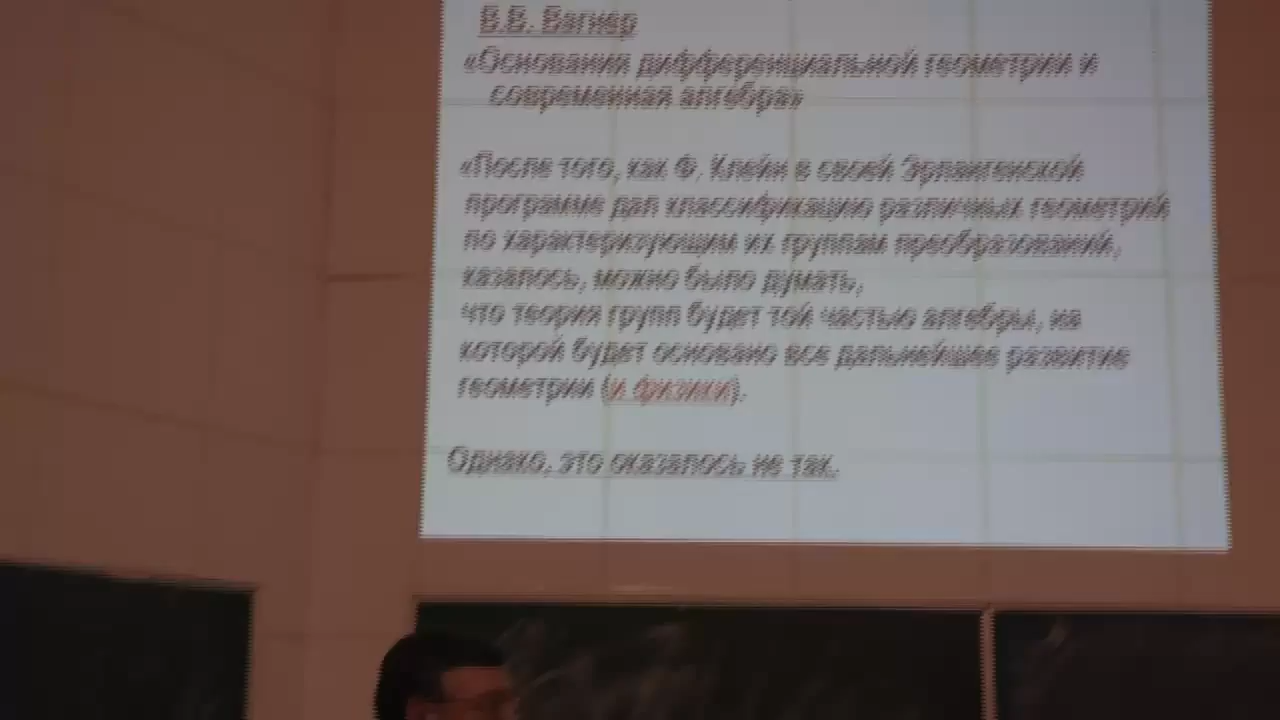 В.В. Вагнер
«Основания дифференциальной геометрии и
современная алгебра»
«После того, как Ф. Клейн в своей Эрлангенской
программе дал классификацию различных геометрий
по характеризующим их группам преобразований,
казалось, можно было думать,
что теория групп будет той частью алгебры, на
которой будет основано все дальнейшее развитие
геометрии (и физики).
Однако, это оказалось не так.